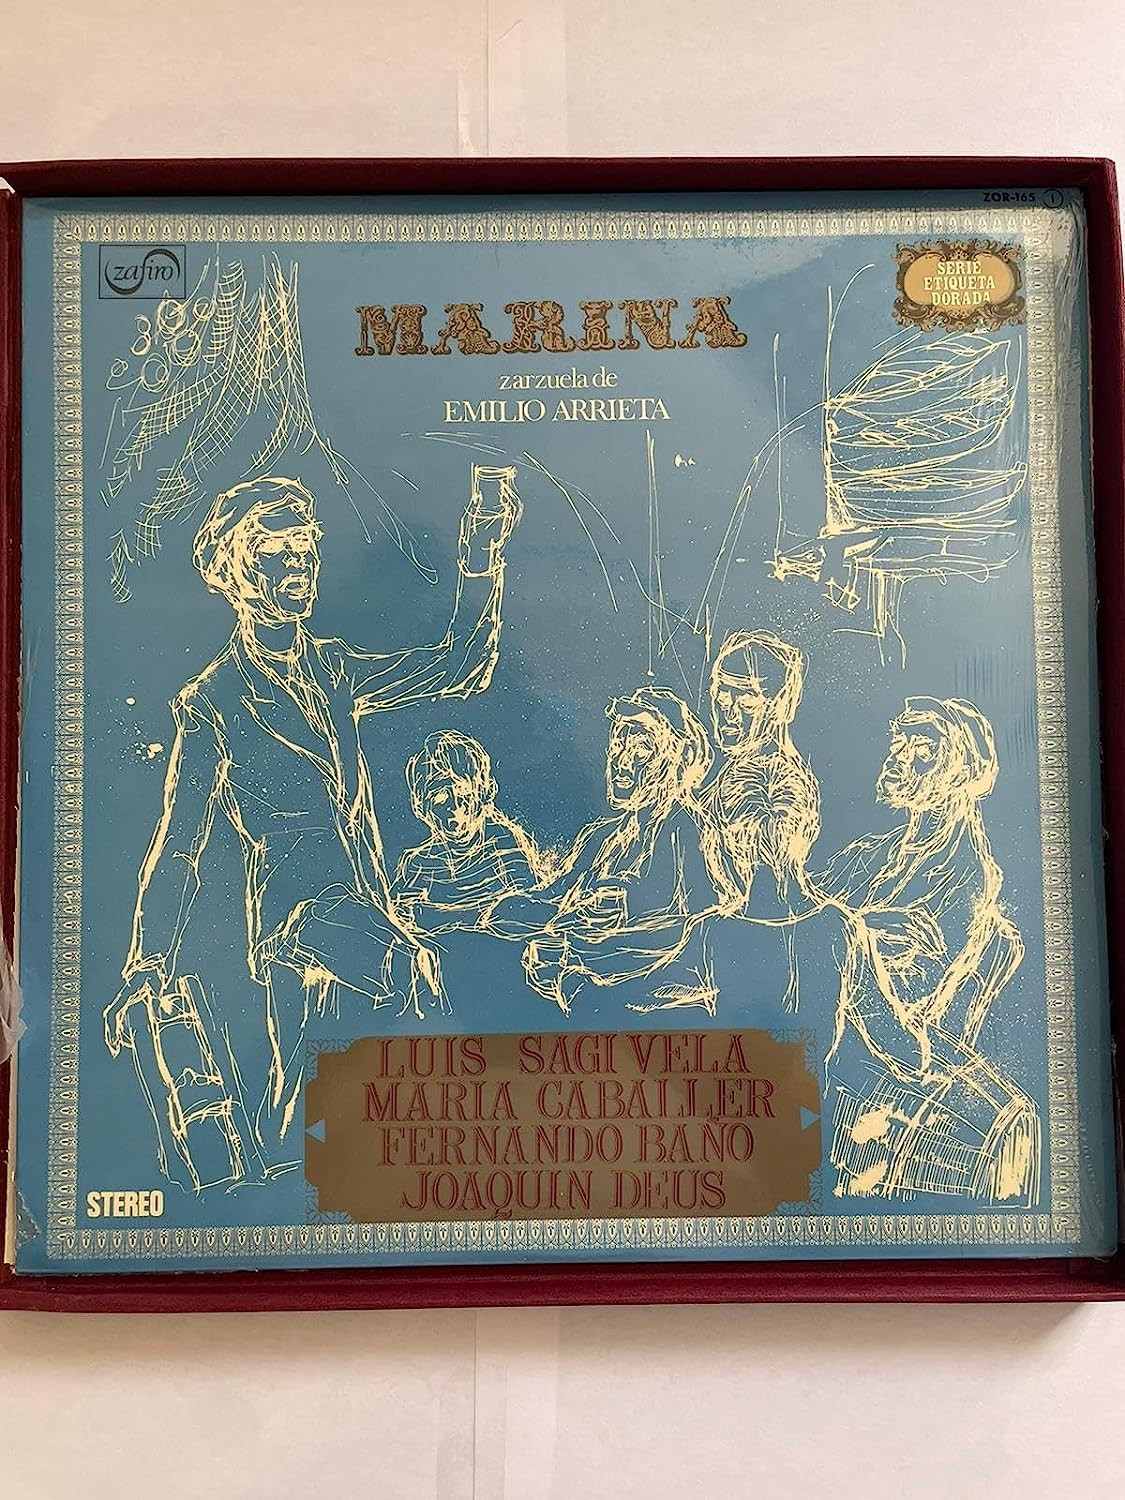 ZOR-165 1
zafiro
SERIE
ETIQUETA
DORADA
MARINA
zarzuela de
EMILIO ARRIETA
LUIS SAGI VELA
MARIA CABALLER
FERNANDO BAÑO
JOAQUIN DEUS
STEREO